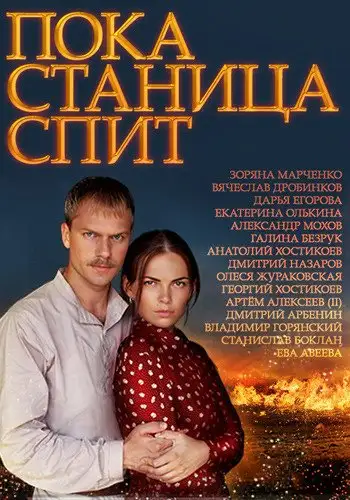 ПОКА
СТАНИЦА
СПИТ
ЗОРЯНА МАРЧЕНКО
ВЯЧЕСЛАВ ДРОБИНКОВ
ДАРЬЯ ЕГОРОВА
ЕКАТЕРИНА ОЛЬКИНА
АЛЕКСАНДР МОХОВ
ГАЛИНА БЕЗРУК
АНАТОЛИЙ ХОСТИКОЕВ
ДМИТРИЙ НАЗАРОВ
ОЛЕСЯ ЖУРАКОВСКАЯ
ГЕОРГИЙ ХОСТИКОЕВ
АРТЁМ АЛЕКСЕЕВ (II)
ДМИТРИЙ АРБЕНИН
ВЛАДИМИР ГОРЯНСКИЙ
СТАНИСЛАВ БОКЛАН
ЕВА АВЕЕВА